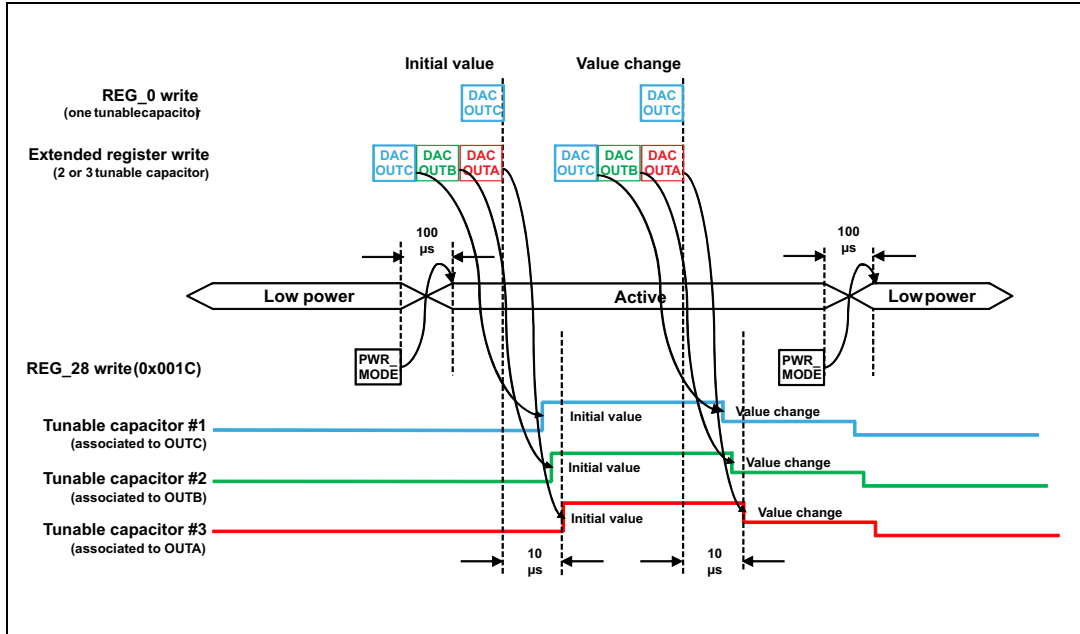 Initial value
Value change
REG_0 write
(one tunablecapacitor)
DAC
OUTC
DAC
OUTC
Extended register write
(2 or 3 tunable capacitor)
DAC
OUTC
DAC
OUTB
DAC
OUTA
DAC
OUTC
DAC
OUTB
DAC
OUTA
100
µs
100
µs
Low power
Active
Low power
REG_28 write (0x001C)
PWR_
MODE
PWR_
MODE
Tunable capacitor #1
(associated to OUTC)
Initial value
Value change
Tunable capacitor #2
(associated to OUTB)
Initial value
Value change
Tunable capacitor #3
(associated to OUTA)
Initial value
Value change
10
µs
10
µs